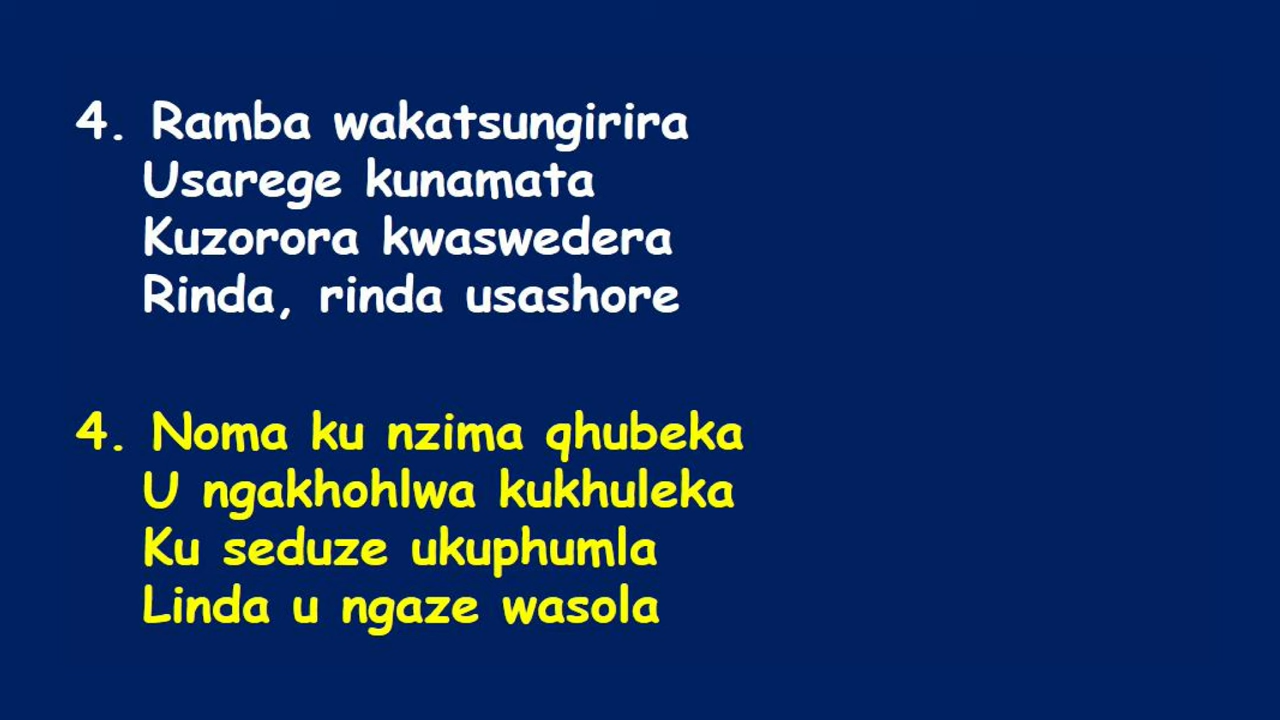 4. Ramba wakatsungirira
Usarege kunamata
Kuzorora kwaswedera
Rinda, rinda usashore
4. Noma ku nzima qhubeka
U ngakhohlwa kukhuleka
Ku seduze ukuphumla
Linda u ngaze wasola